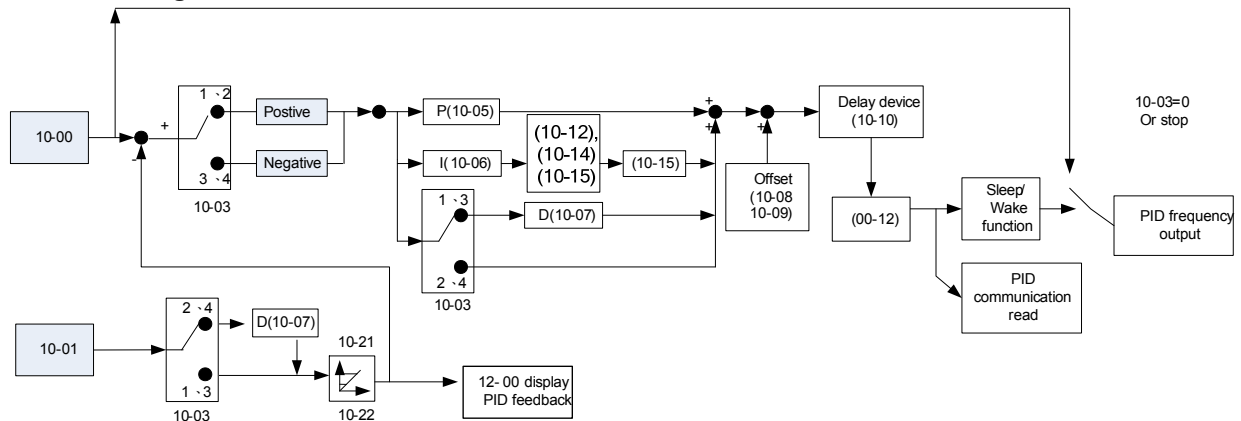 10-03=0
Or stop
10-00
+
-
1、2
3、4
10-03
Postive
Negative
P(10-05)
I(10-06)
(10-12),
(10-14)
(10-15)
(10-15)
1、3
2、4
10-03
D(10-07)
+
+
+
+
Offset
(10-08
10-09)
Delay device
(10-10)
(00-12)
Sleep/
Wake
function
PID frequency
output
PID
communication
read
10-01
2、4
1、3
10-03
D(10-07)
10-21
10-22
12- 00 display
PID feedback